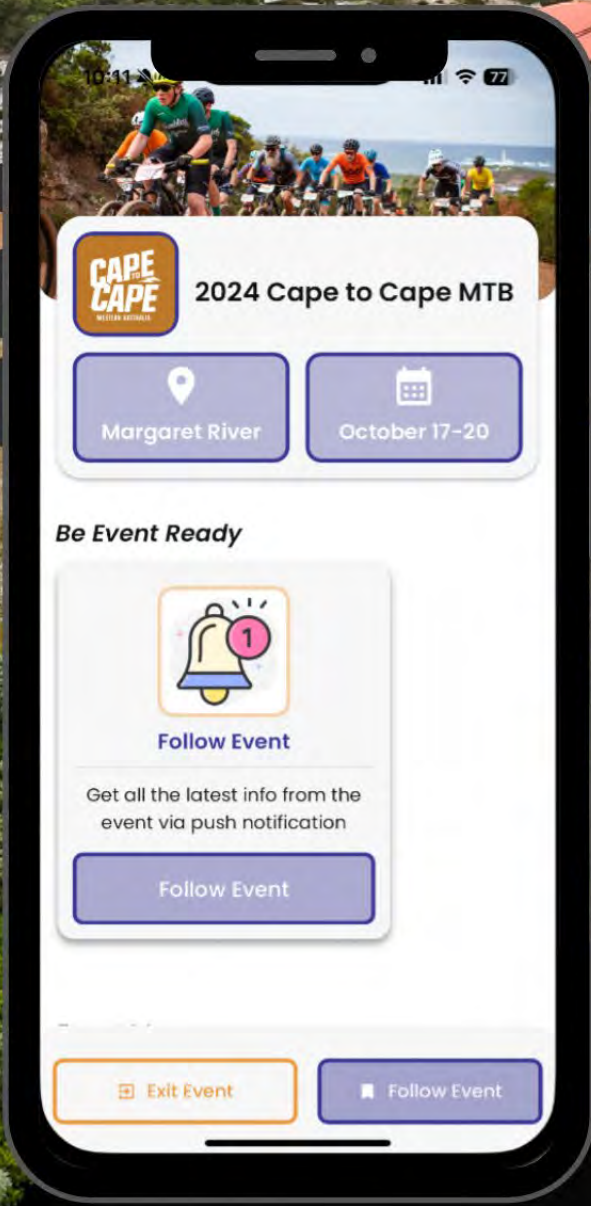 10:11
77
CAPE
TO
CAPE
WESTERN AUSTRALIA
2024 Cape to Cape MTB
Margaret River
October 17-20
Be Event Ready
1
Follow Event
Get all the latest info from the
event via push notification
Follow Event
Exit Event
Follow Event